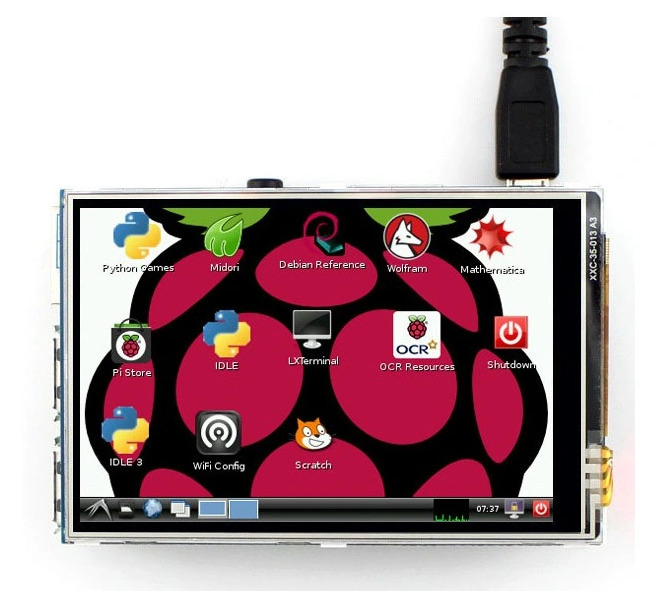 XXC-35-013 A3
Python Games
Midori
Debian Reference
Wolfram
Mathematica
Pi Store
IDLE
LXTerminal
OCR
OCR Resources
Shutdown
IDLE 3
WiFi Config
Scratch
07:37